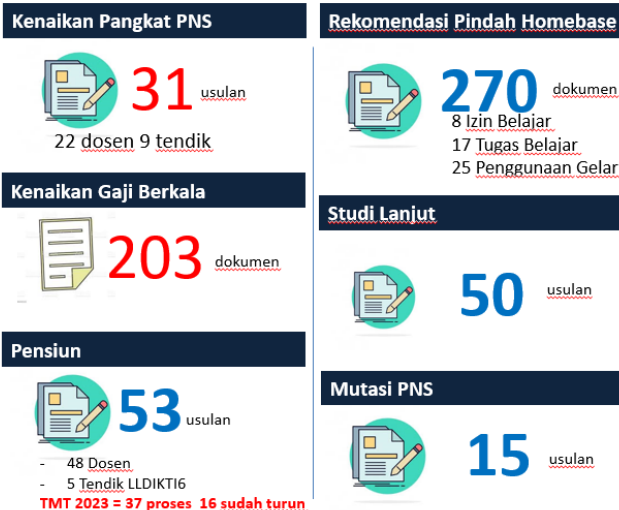 Kenaikan Pangkat PNS
31 usulan
22 dosen 9 tendik
Kenaikan Gaji Berkala
203 dokumen
Pensiun
53 usulan
- 48 Dosen
- 5 Tendik LLDIKTI6
TMT 2023 = 37 proses 16 sudah turun
Rekomendasi Pindah Homebase
270 dokumen
8 Izin Belajar
17 Tugas Belajar
25 Penggunaan Gelar
Studi Lanjut
50 usulan
Mutasi PNS
15 usulan